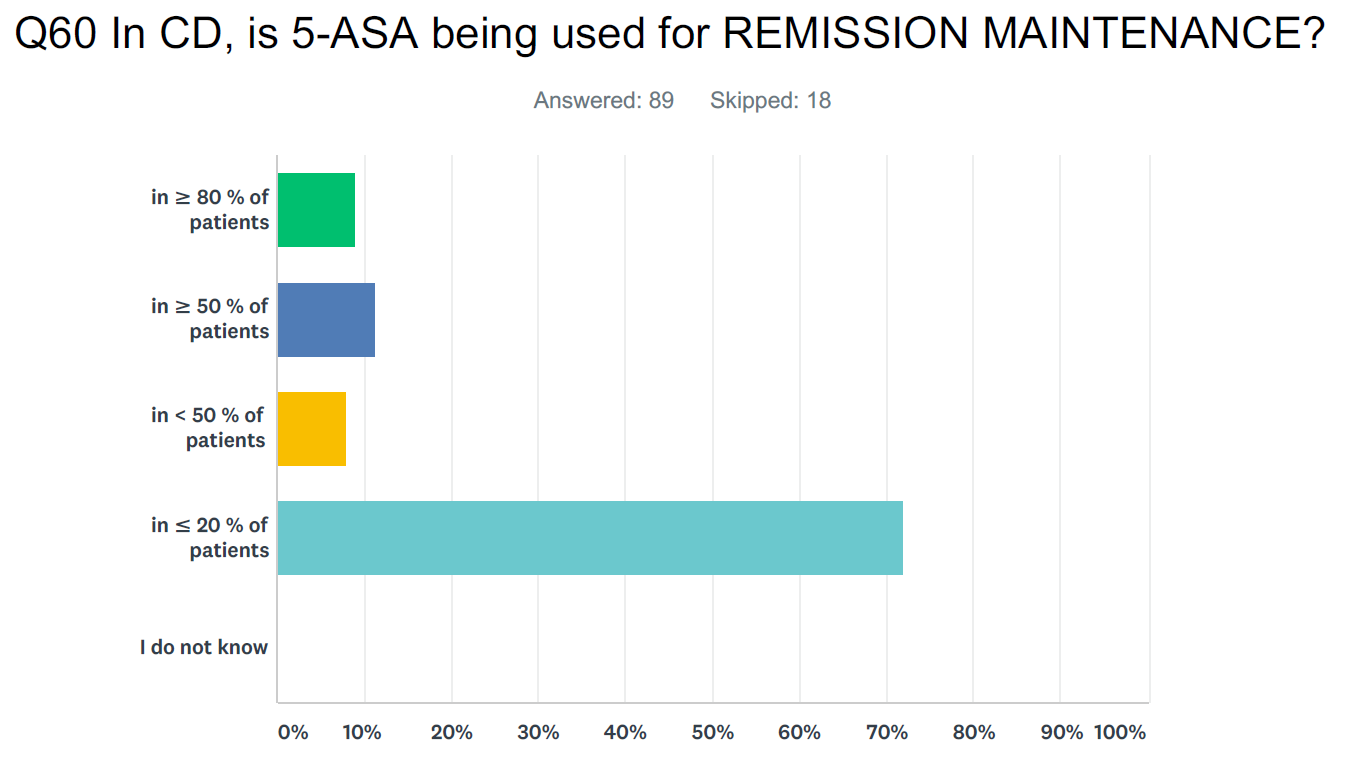 Q60 In CD, is 5-ASA being used for REMISSION MAINTENANCE?
Answered: 89 Skipped: 18
in ≥ 80 % of
patients
in ≥ 50 % of
patients
in < 50 % of
patients
in ≤ 20 % of
patients
I do not know
0% 10% 20% 30% 40% 50% 60% 70% 80% 90% 100%